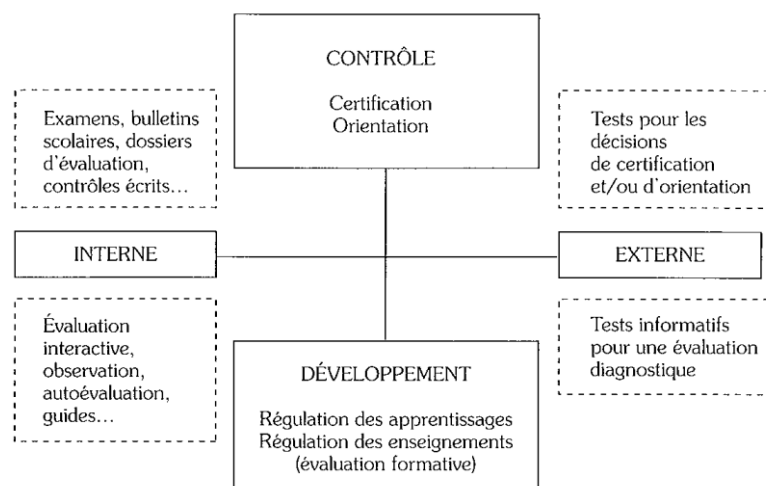 CONTRÔLE
Certification
Orientation
Examens, bulletins
scolaires, dossiers
d'évaluation,
contrôles écrits...
Tests pour les
décisions
de certification
et/ou d'orientation
INTERNE
EXTERNE
Évaluation
interactive,
observation,
autoévaluation,
guides...
Tests informatifs
pour une évaluation
diagnostique
DÉVELOPPEMENT
Régulation des apprentissages
Régulation des enseignements
(évaluation formative)